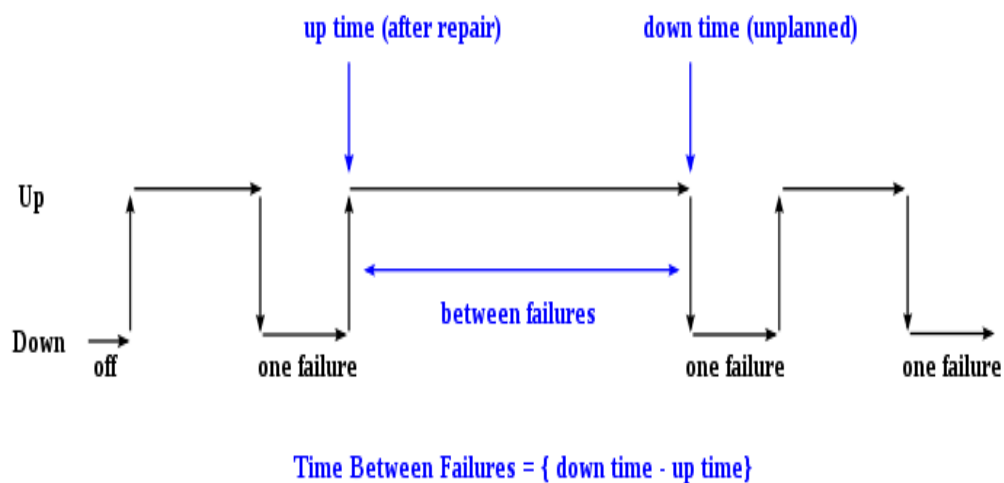 up time (after repair)
down time (unplanned)
Up
between failures
Down
off
one failure
one failure
one failure
Time Between Failures = { down time - up time}